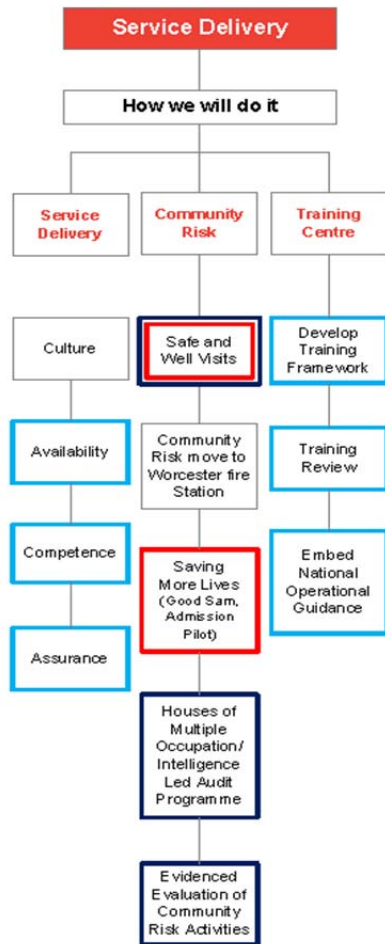 Service Delivery
How we will do it
Service
Delivery
Community
Risk
Training
Centre
Culture
Availability
Competence
Assurance
Safe and
Well Visits
Community
Risk move to
Worcester fire
Station
Saving
More Lives
(Good Sam,
Admission
Pilot)
Houses of
Multiple
Occupation/
Intelligence
Led Audit
Programme
Evidenced
Evaluation of
Community
Risk Activities
Develop
Training
Framework
Training
Review
Embed
National
Operational
Guidance